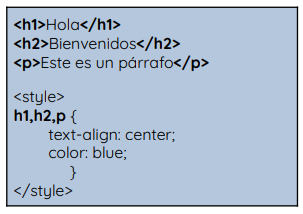 <h1>Hola</h1>
<h2>Bienvenidos</h2>
<p>Este es un párrafo</p>
<style>
h1,h2,p {
text-align: center;
color: blue;
}
</style>